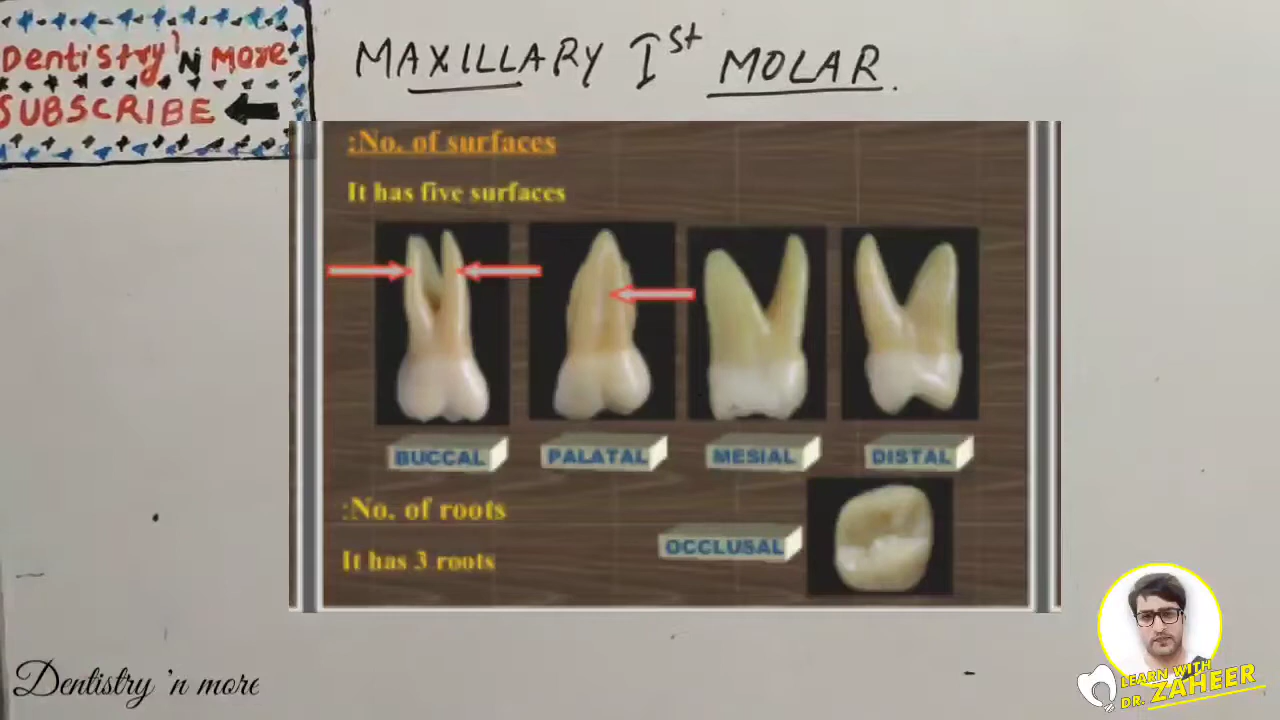 Dentistry 'N More
SUBSCRIBE
MAXILLARY Ist MOLAR.
:No. of surfaces
It has five surfaces
BUCCAL
PALATAL
MESIAL
DISTAL
:No. of roots
It has 3 roots
OCCLUSAL
Dentistry 'n more
LEARN WITH
DR. ZAHEER